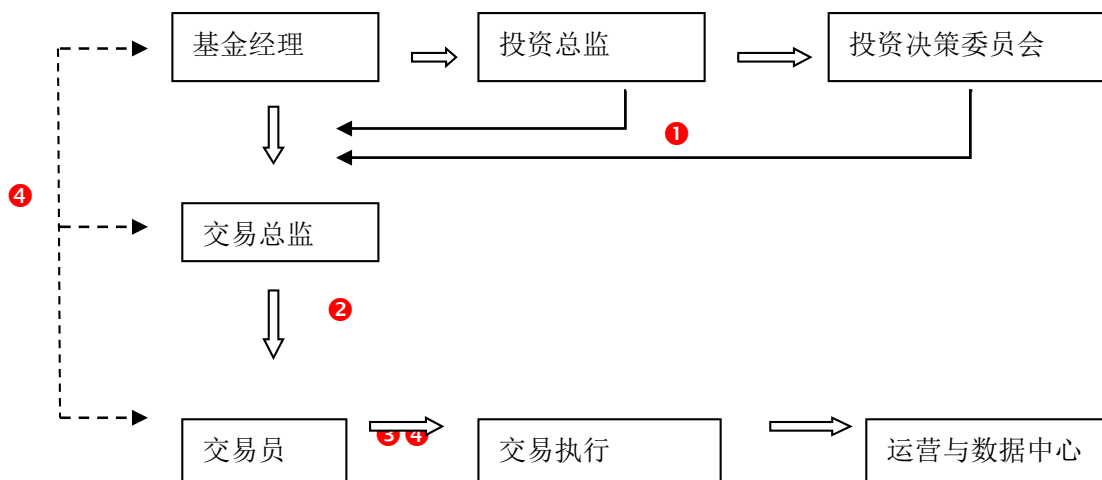 基金经理
投资总监
投资决策委员会
❶
❹
交易总监
❷
交易员
❸❹
交易执行
运营与数据中心